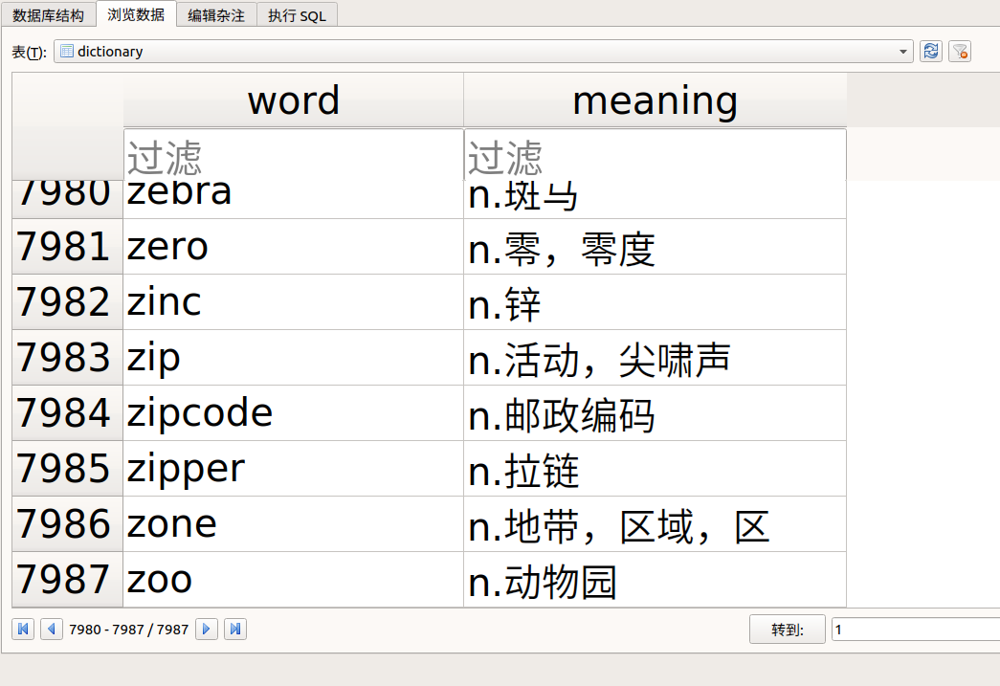 数据库结构 浏览数据 编辑杂注 执行 SQL
表(T): dictionary
word meaning
过滤 过滤
7980 zebra n.斑马
7981 zero n.零，零度
7982 zinc n.锌
7983 zip n.活动，尖啸声
7984 zipcode n.邮政编码
7985 zipper n.拉链
7986 zone n.地带，区域，区
7987 zoo n.动物园
7980 - 7987 / 7987 转到: 1